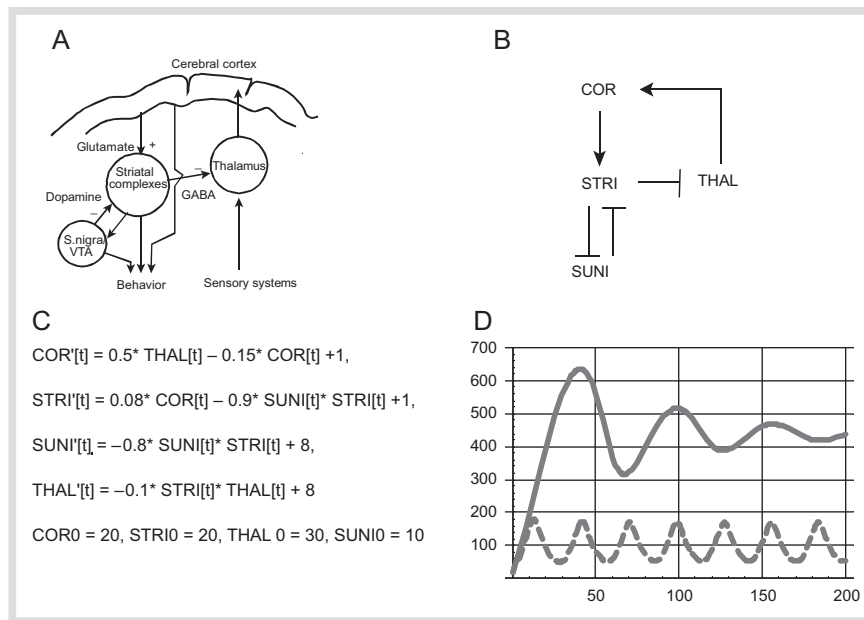 A
Cerebral cortex
Glutamate
+
Striatal
complexes
–
Thalamus
GABA
Dopamine
–
S.nigra
VTA
Behavior
Sensory systems
B
COR
STRI
THAL
SUNI
C
COR'[t] = 0.5* THAL[t] – 0.15* COR[t] +1,
STRI'[t] = 0.08* COR[t] – 0.9* SUNI[t]* STRI[t] +1,
SUNI'[t] = –0.8* SUNI[t]* STRI[t] + 8,
THAL'[t] = –0.1* STRI[t]* THAL[t] + 8
COR0 = 20, STRI0 = 20, THAL 0 = 30, SUNI0 = 10
D
700
600
500
400
300
200
100
50
100
150
200